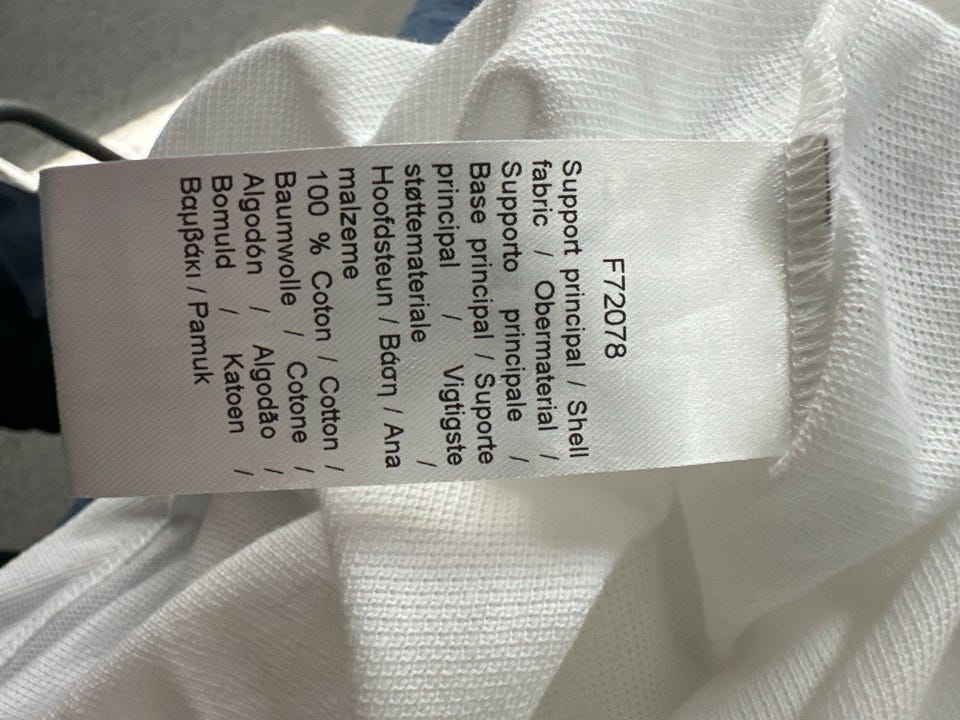 F72078
Support principal / Shell
fabric / Obermaterial /
Supporto principale /
Base principal / Suporte
principal / Vigtigste
støttemateriale /
Hoofdsteun / Βάση / Ana
malzeme
100 % Coton / Cotton /
Baumwolle / Cotone /
Algodón / Algodão /
Bomuld / Katoen /
Βαμβάκι / Pamuk